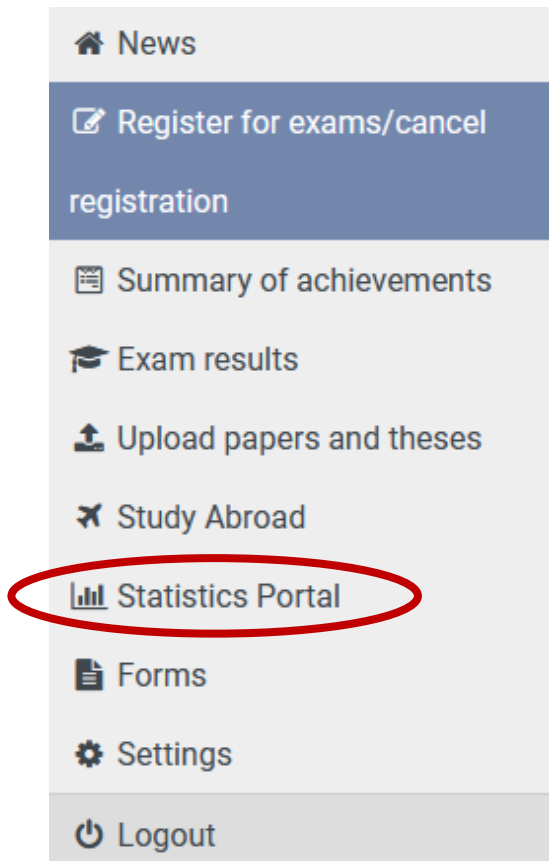 News
Register for exams/cancel
registration
Summary of achievements
Exam results
Upload papers and theses
Study Abroad
Statistics Portal
Forms
Settings
Logout